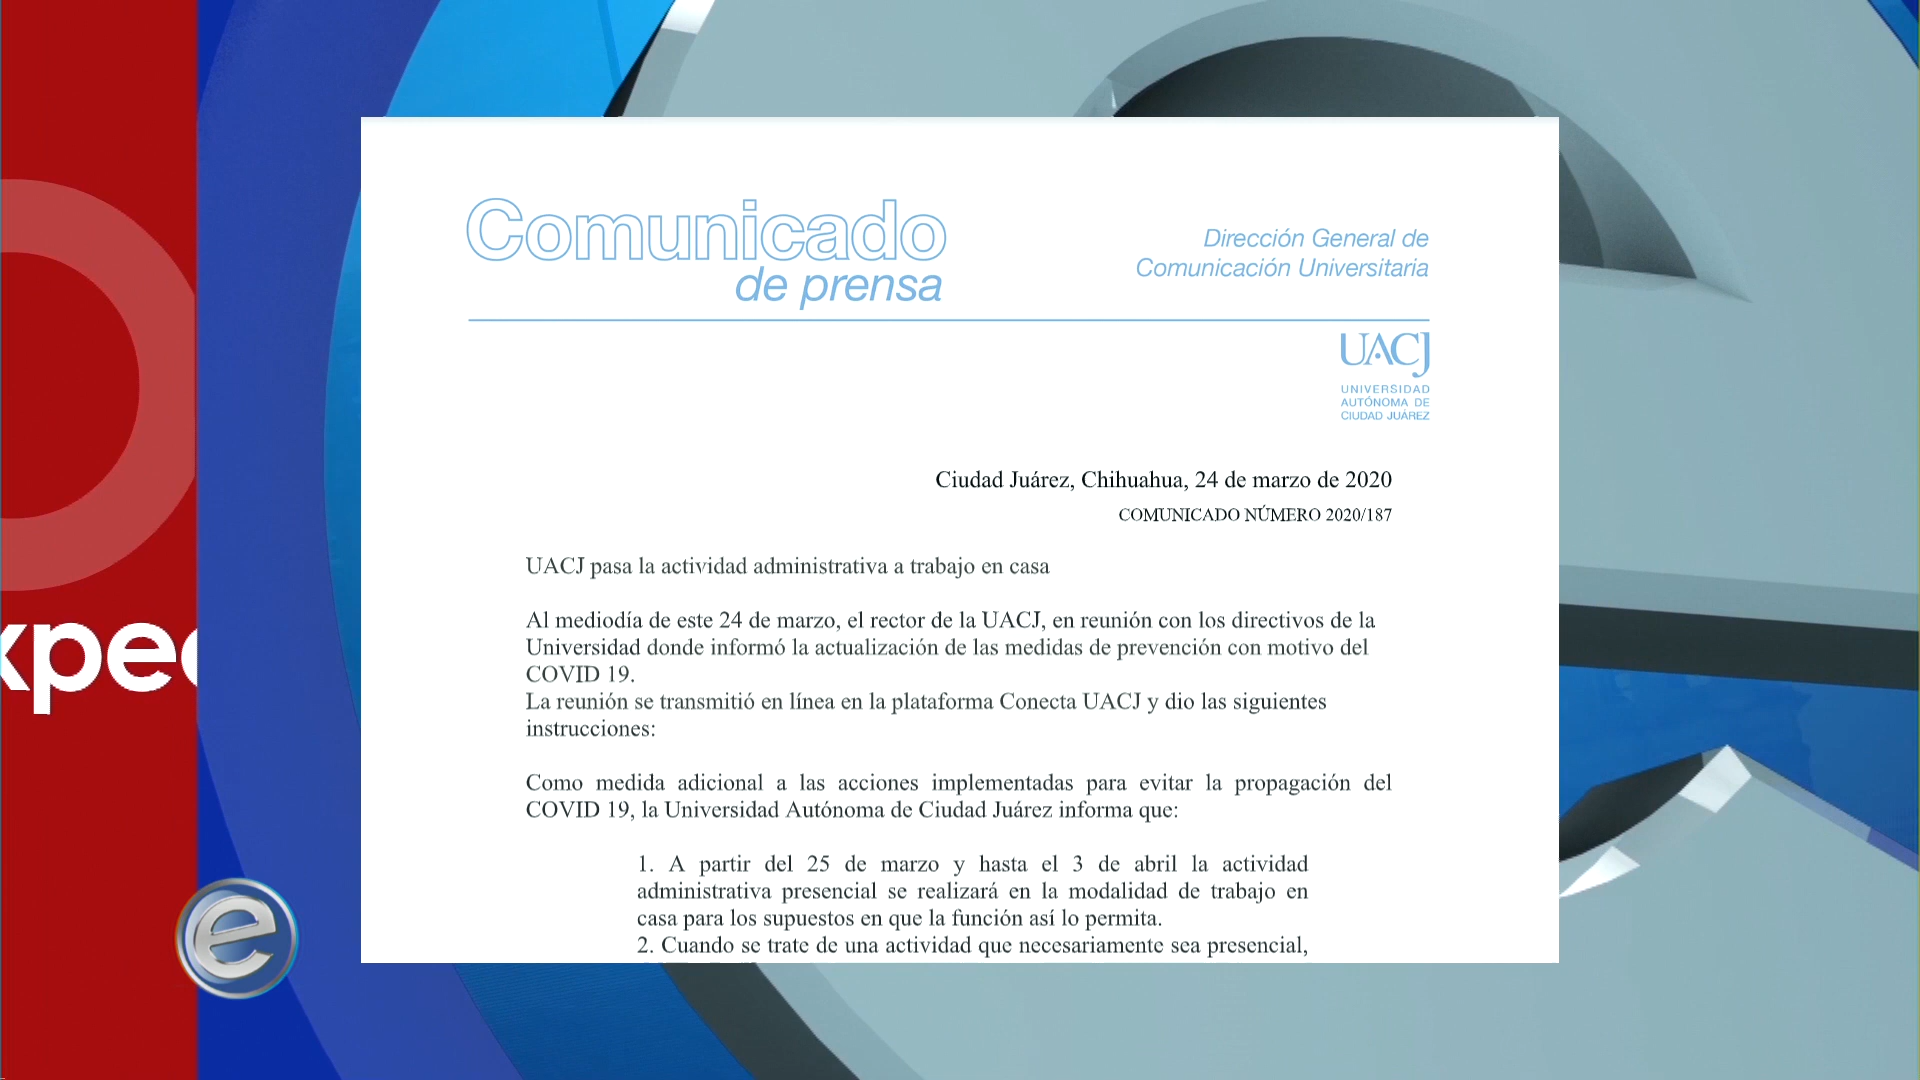 Comunicado
de prensa
Dirección General de
Comunicación Universitaria
UACJ
UNIVERSIDAD
AUTÓNOMA DE
CIUDAD JUÁREZ
Ciudad Juárez, Chihuahua, 24 de marzo de 2020
COMUNICADO NÚMERO 2020/187
UACJ pasa la actividad administrativa a trabajo en casa
Al mediodía de este 24 de marzo, el rector de la UACJ, en reunión con los directivos de la
Universidad donde informó la actualización de las medidas de prevención con motivo del
COVID 19.
La reunión se transmitió en línea en la plataforma Conecta UACJ y dio las siguientes
instrucciones:
Como medida adicional a las acciones implementadas para evitar la propagación del
COVID 19, la Universidad Autónoma de Ciudad Juárez informa que:
1. A partir del 25 de marzo y hasta el 3 de abril la actividad
administrativa presencial se realizará en la modalidad de trabajo en
casa para los supuestos en que la función así lo permita.
2. Cuando se trate de una actividad que necesariamente sea presencial,
xpec
e